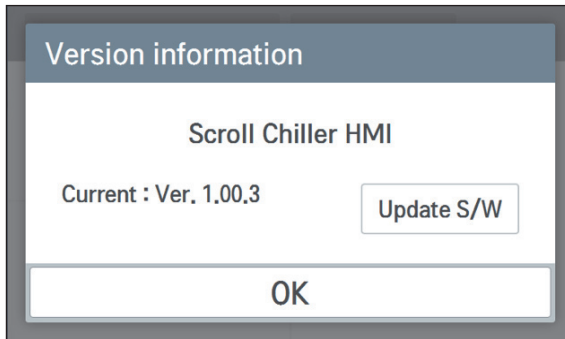 Version information
Scroll Chiller HMI
Current : Ver. 1.00.3
Update S/W
OK